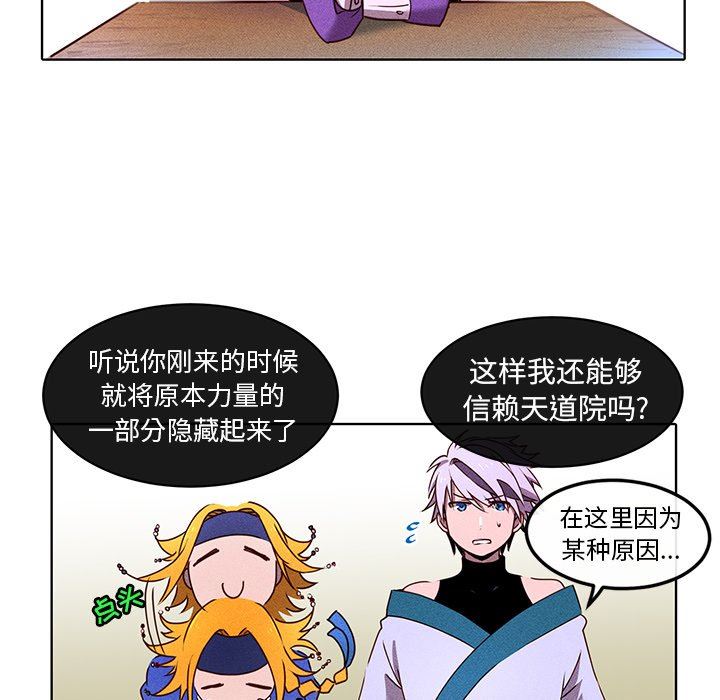 听说你刚来的时候
就将原本力量的
一部分隐藏起来了
这样我还能够
信赖天道院吗?
在这里因为
某种原因...
点头